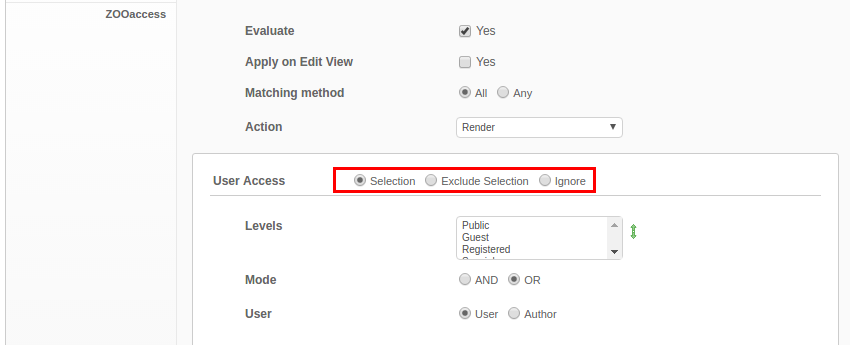 ZOOaccess
Evaluate Yes
Apply on Edit View Yes
Matching method All Any
Action Render
User Access Selection Exclude Selection Ignore
Levels Public
Guest
Registered
Mode AND OR
User User Author